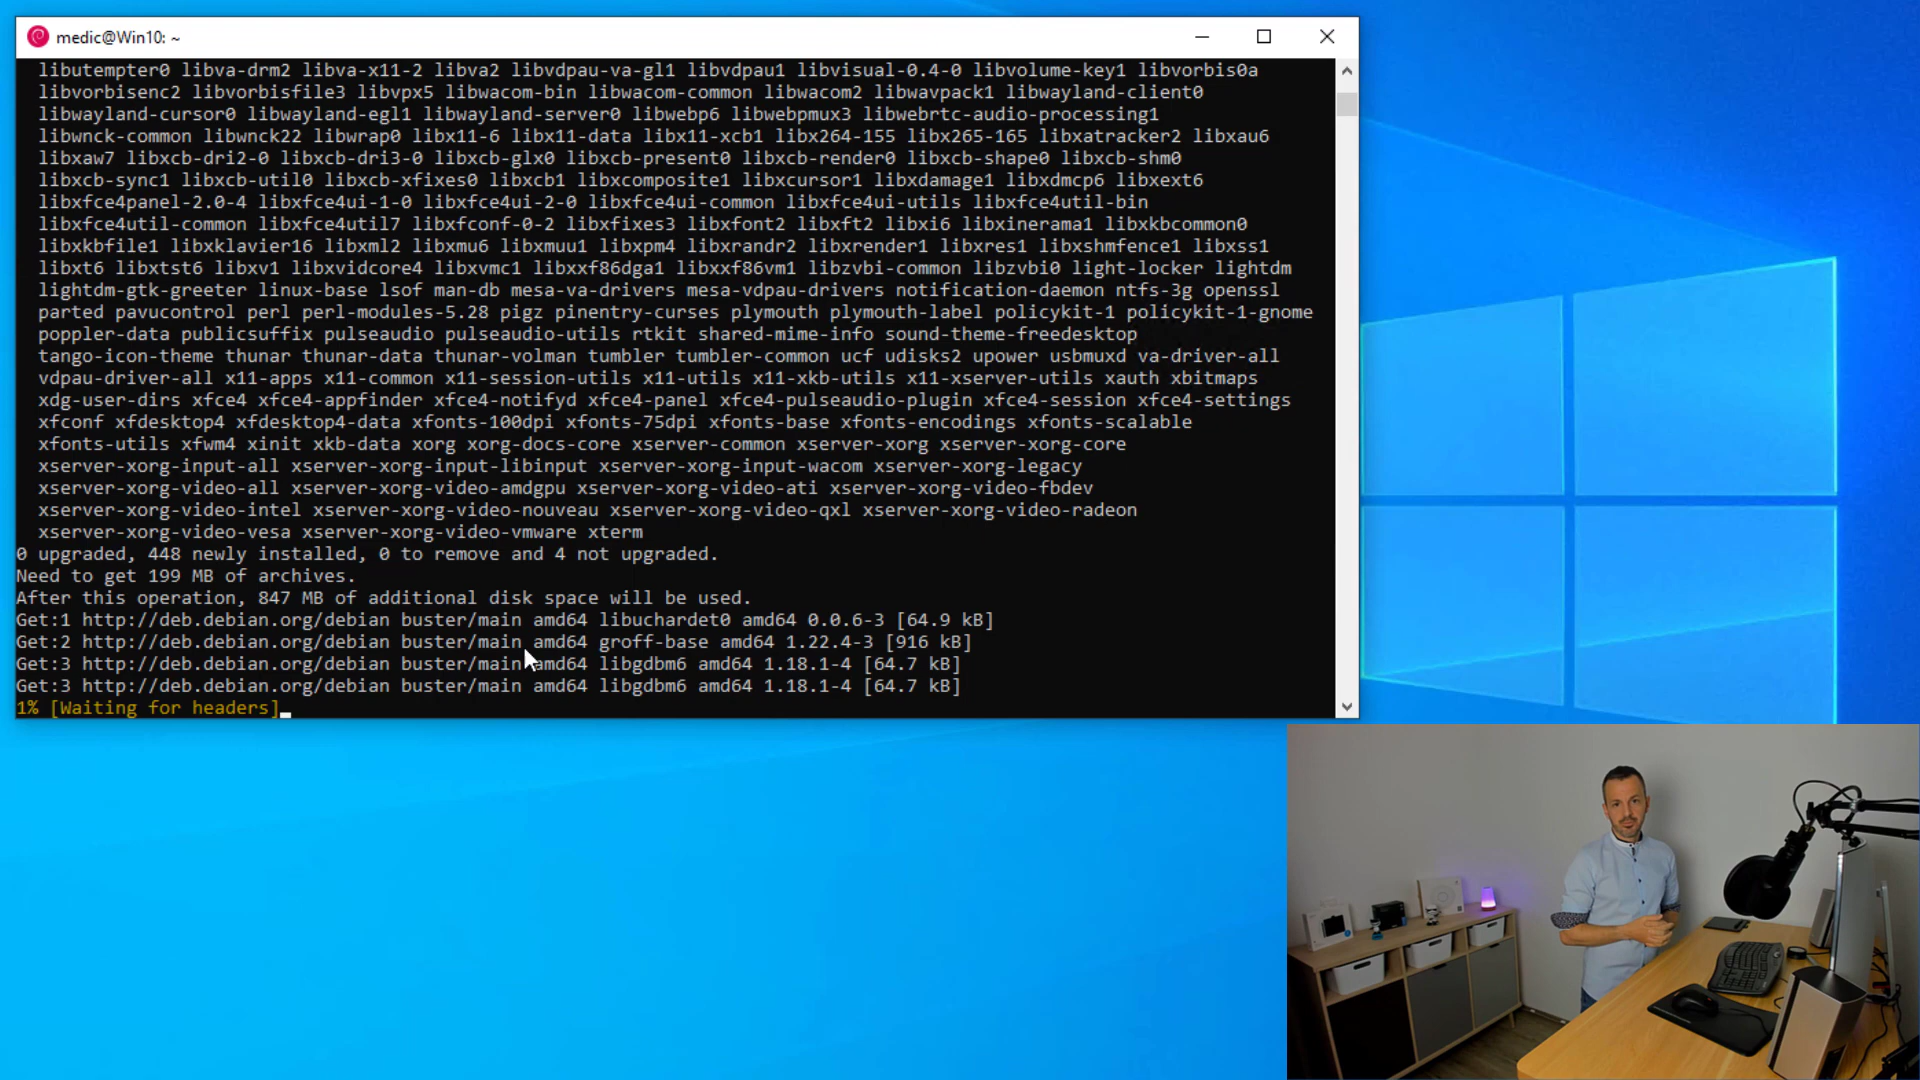 medic@Win10: ~
libutempter0 libva-drm2 libva-x11-2 libva2 libvdpau-va-gl1 libvdpau1 libvisual-0.4-0 libvolume-key1 libvorbis0a
libvorbisenc2 libvorbisfile3 libvpx5 libwacom-bin libwacom-common libwacom2 libwavpack1 libwayland-client0
libwayland-cursor0 libwayland-egl1 libwayland-server0 libwebp6 libwebpmux3 libwebrtc-audio-processing1
libwnck-common libwnck22 libwrap0 libx11-6 libx11-data libx11-xcb1 libx264-155 libx265-165 libxatracker2 libxau6
libxaw7 libxcb-dri2-0 libxcb-dri3-0 libxcb-glx0 libxcb-present0 libxcb-render0 libxcb-shape0 libxcb-shm0
libxcb-sync1 libxcb-util0 libxcb-xfixes0 libxcb1 libxcomposite1 libxcursor1 libxdamage1 libxdmcp6 libxext6
libxfce4panel-2.0-4 libxfce4ui-1-0 libxfce4ui-2-0 libxfce4ui-common libxfce4ui-utils libxfce4util-bin
libxfce4util-common libxfce4util7 libxfconf-0-2 libxfixes3 libxfont2 libxft2 libxi6 libxinerama1 libxkbcommon0
libxkbfile1 libxklavier16 libxml2 libxmu6 libxmuu1 libxpm4 libxrandr2 libxrender1 libxres1 libxshmfence1 libxss1
libxt6 libxtst6 libxv1 libxvidcore4 libxvmc1 libxxf86dga1 libxxf86vm1 libzvbi-common libzvbi0 light-locker lightdm
lightdm-gtk-greeter linux-base lsof man-db mesa-va-drivers mesa-vdpau-drivers notification-daemon ntfs-3g openssl
parted pavucontrol perl perl-modules-5.28 pigz pinentry-curses plymouth plymouth-label policykit-1 policykit-1-gnome
poppler-data publicsuffix pulseaudio pulseaudio-utils rtkit shared-mime-info sound-theme-freedesktop
tango-icon-theme thunar thunar-data thunar-volman tumbler tumbler-common ucf udisks2 upower usbmuxd va-driver-all
vdpau-driver-all x11-apps x11-common x11-session-utils x11-utils x11-xkb-utils x11-xserver-utils xauth xbitmaps
xdg-user-dirs xfce4 xfce4-appfinder xfce4-notifyd xfce4-panel xfce4-pulseaudio-plugin xfce4-session xfce4-settings
xfconf xfdesktop4 xfdesktop4-data xfonts-100dpi xfonts-75dpi xfonts-base xfonts-encodings xfonts-scalable
xfonts-utils xfwm4 xinit xkb-data xorg xorg-docs-core xserver-common xserver-xorg xserver-xorg-core
xserver-xorg-input-all xserver-xorg-input-libinput xserver-xorg-input-wacom xserver-xorg-legacy
xserver-xorg-video-all xserver-xorg-video-amdgpu xserver-xorg-video-ati xserver-xorg-video-fbdev
xserver-xorg-video-intel xserver-xorg-video-nouveau xserver-xorg-video-qxl xserver-xorg-video-radeon
xserver-xorg-video-vesa xserver-xorg-video-vmware xterm
0 upgraded, 448 newly installed, 0 to remove and 4 not upgraded.
Need to get 199 MB of archives.
After this operation, 847 MB of additional disk space will be used.
Get:1 http://deb.debian.org/debian buster/main amd64 libuchardet0 amd64 0.0.6-3 [64.9 kB]
Get:2 http://deb.debian.org/debian buster/main amd64 groff-base amd64 1.22.4-3 [916 kB]
Get:3 http://deb.debian.org/debian buster/main amd64 libgdbm6 amd64 1.18.1-4 [64.7 kB]
Get:3 http://deb.debian.org/debian buster/main amd64 libgdbm6 amd64 1.18.1-4 [64.7 kB]
1% [Waiting for headers]